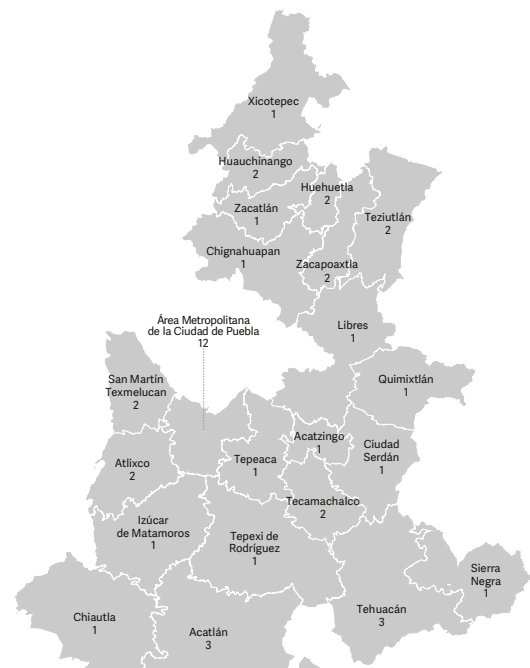 Xicotepec
1
Huauchinango
2
Huehuetla
2
Zacatlán
1
Teziutlán
2
Chignahuapan
1
Zacapoaxtla
2
Área Metropolitana
de la Ciudad de Puebla
12
Libres
1
San Martín
Texmelucan
2
Quimixtlán
1
Acatzingo
1
Ciudad
Serdán
1
Atlixco
2
Tepeaca
1
Tecamachalco
2
Izúcar
de Matamoros
1
Tepexi de
Rodríguez
1
Sierra
Negra
1
Chiautla
1
Acatlán
3
Tehuacán
3